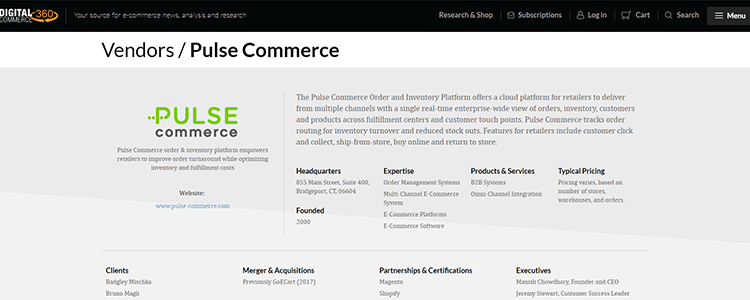 DIGITAL COMMERCE 360
Your source for e-commerce news, analysis and research
Research & Shop
Subscriptions
Log in
Cart
Search
Menu
Vendors / Pulse Commerce
PULSE
commerce
Pulse Commerce order & inventory platform empowers
retailers to improve order turnaround while optimizing
inventory and fulfillment costs
Website:
www.pulse-commerce.com
The Pulse Commerce Order and Inventory Platform offers a cloud platform for retailers to deliver
from multiple channels with a single real-time enterprise-wide view of orders, inventory, customers
and products across fulfillment centers and customer touch points. Pulse Commerce tracks order
routing for inventory turnover and reduced stock outs. Features for retailers include customer click
and collect, ship-from-store, buy online and return to store.
Headquarters
855 Main Street, Suite 400,
Bridgeport, CT, 06604
Founded
2000
Expertise
Order Management Systems
Multi-Channel E-Commerce
System
E-Commerce Platforms
E-Commerce Software
Products & Services
B2B Systems
Omni-Channel Integration
Typical Pricing
Pricing varies, based on
number of stores,
warehouses, and orders.
Clients
Badgley Mischka
Bruno Magli
Merger & Acquisitions
Previously GoECart (2017)
Partnerships & Certifications
Magento
Shopify
Executives
Manish Chowdhary, Founder and CEO
Jeremy Stewart, Customer Success Leader